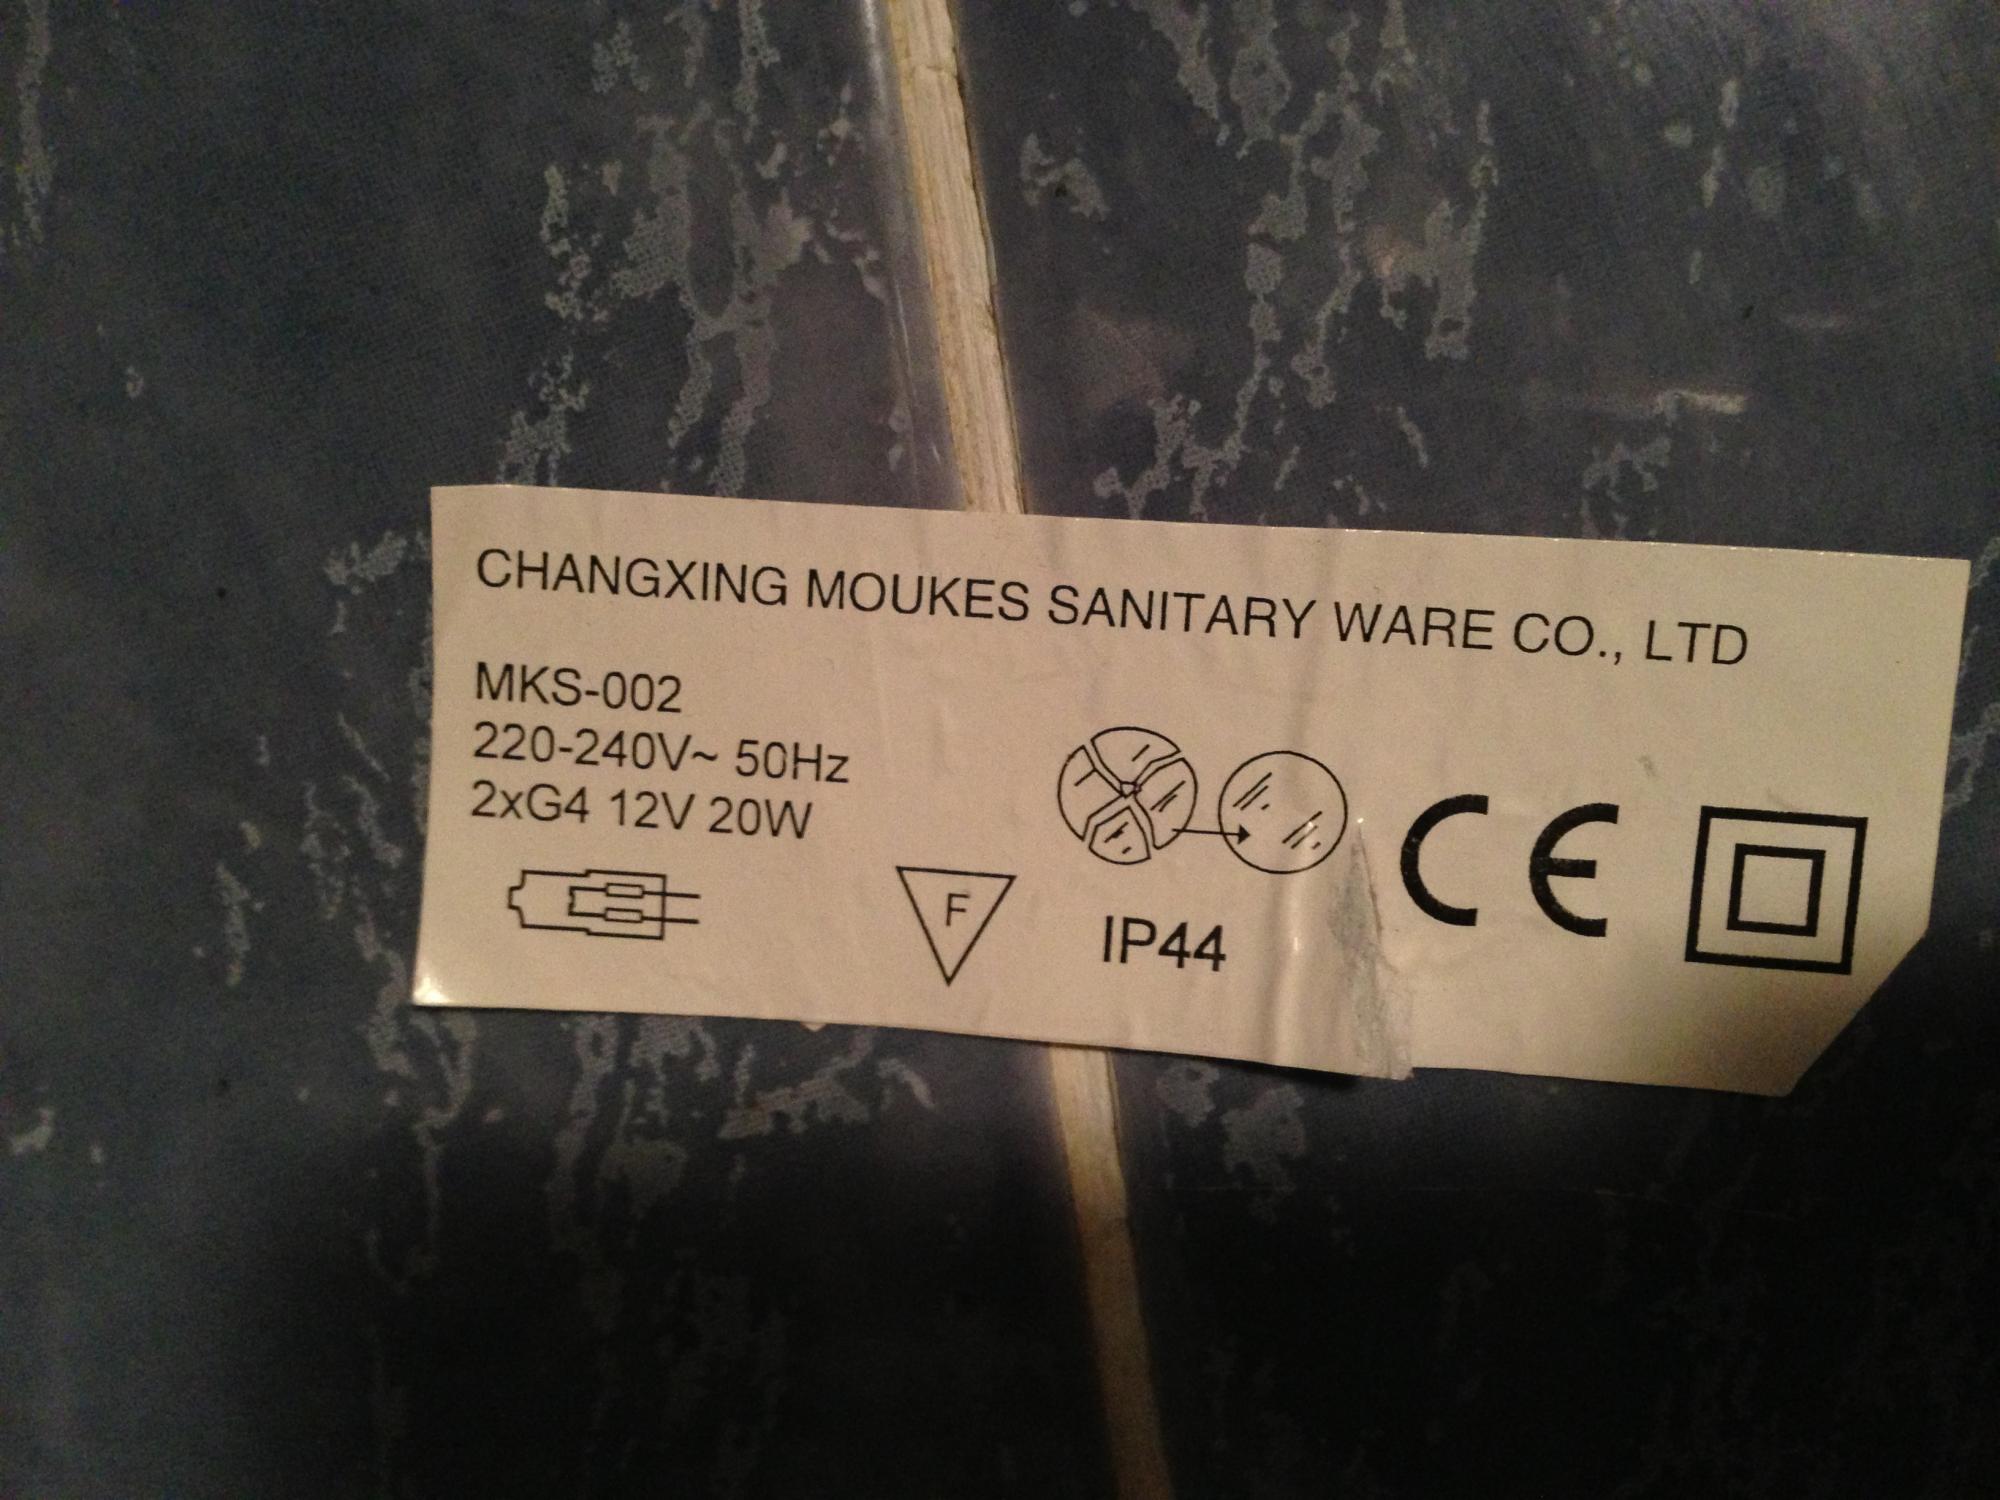 CHANGXING MOUKES SANITARY WARE CO., LTD
MKS-002
220-240V~ 50Hz
2xG4 12V 20W
F
IP44
CE